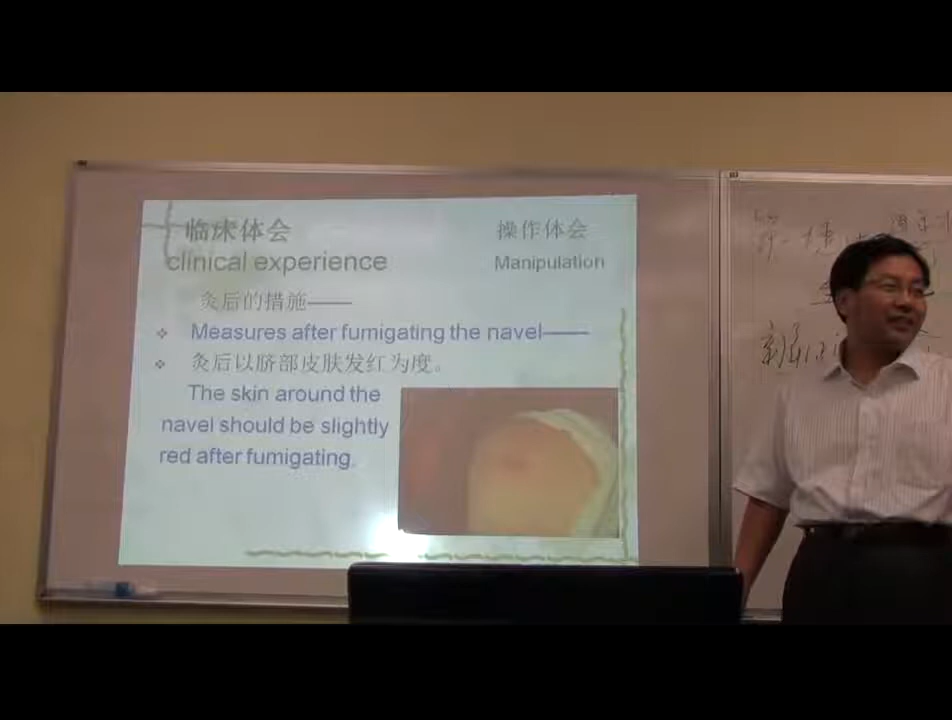 临床体会
操作体会
clinical experience
Manipulation
灸后的措施——
Measures after fumigating the navel——
灸后以脐部皮肤发红为度。
The skin around the
navel should be slightly
red after fumigating.